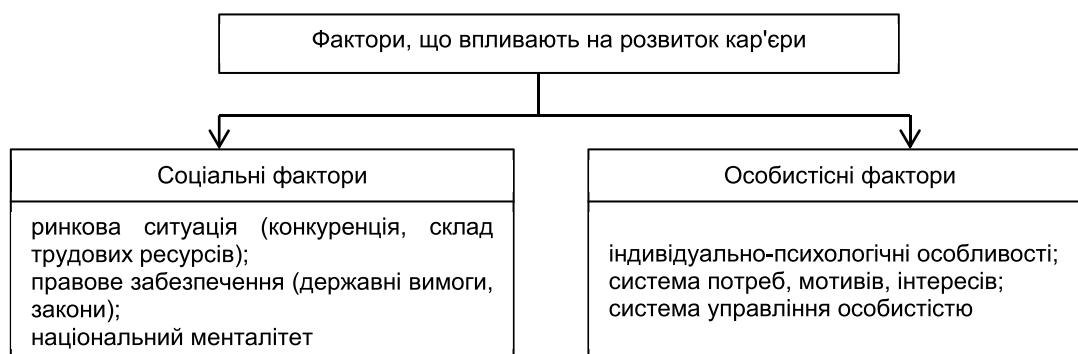 Фактори, що впливають на розвиток кар'єри
Соціальні фактори
ринкова ситуація (конкуренція, склад
трудових ресурсів);
правове забезпечення (державні вимоги,
закони);
національний менталітет
Особистісні фактори
індивідуально-психологічні особливості;
система потреб, мотивів, інтересів;
система управління особистістю